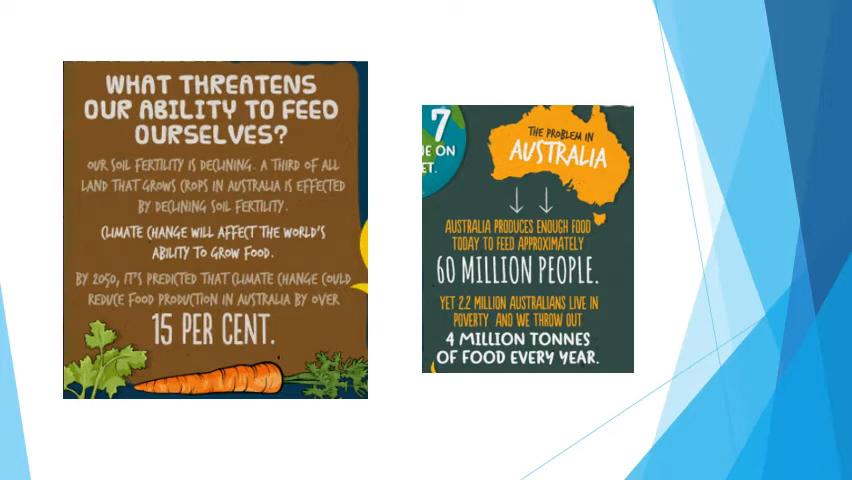 WHAT THREATENS
OUR ABILITY TO FEED
OURSELVES?
OUR SOIL FERTILITY IS DECLINING. A THIRD OF ALL
LAND THAT GROWS CROPS IN AUSTRALIA IS EFFECTED
BY DECLINING SOIL FERTILITY.
CLIMATE CHANGE WILL AFFECT THE WORLD'S
ABILITY TO GROW FOOD.
BY 2050, IT'S PREDICTED THAT CLIMATE CHANGE COULD
REDUCE FOOD PRODUCTION IN AUSTRALIA BY OVER
15 PER CENT.
7
ON
THE PROBLEM IN
AUSTRALIA
AUSTRALIA PRODUCES ENOUGH FOOD
TODAY TO FEED APPROXIMATELY
60 MILLION PEOPLE.
YET 2.2 MILLION AUSTRALIANS LIVE IN
POVERTY AND WE THROW OUT
4 MILLION TONNES
OF FOOD EVERY YEAR.